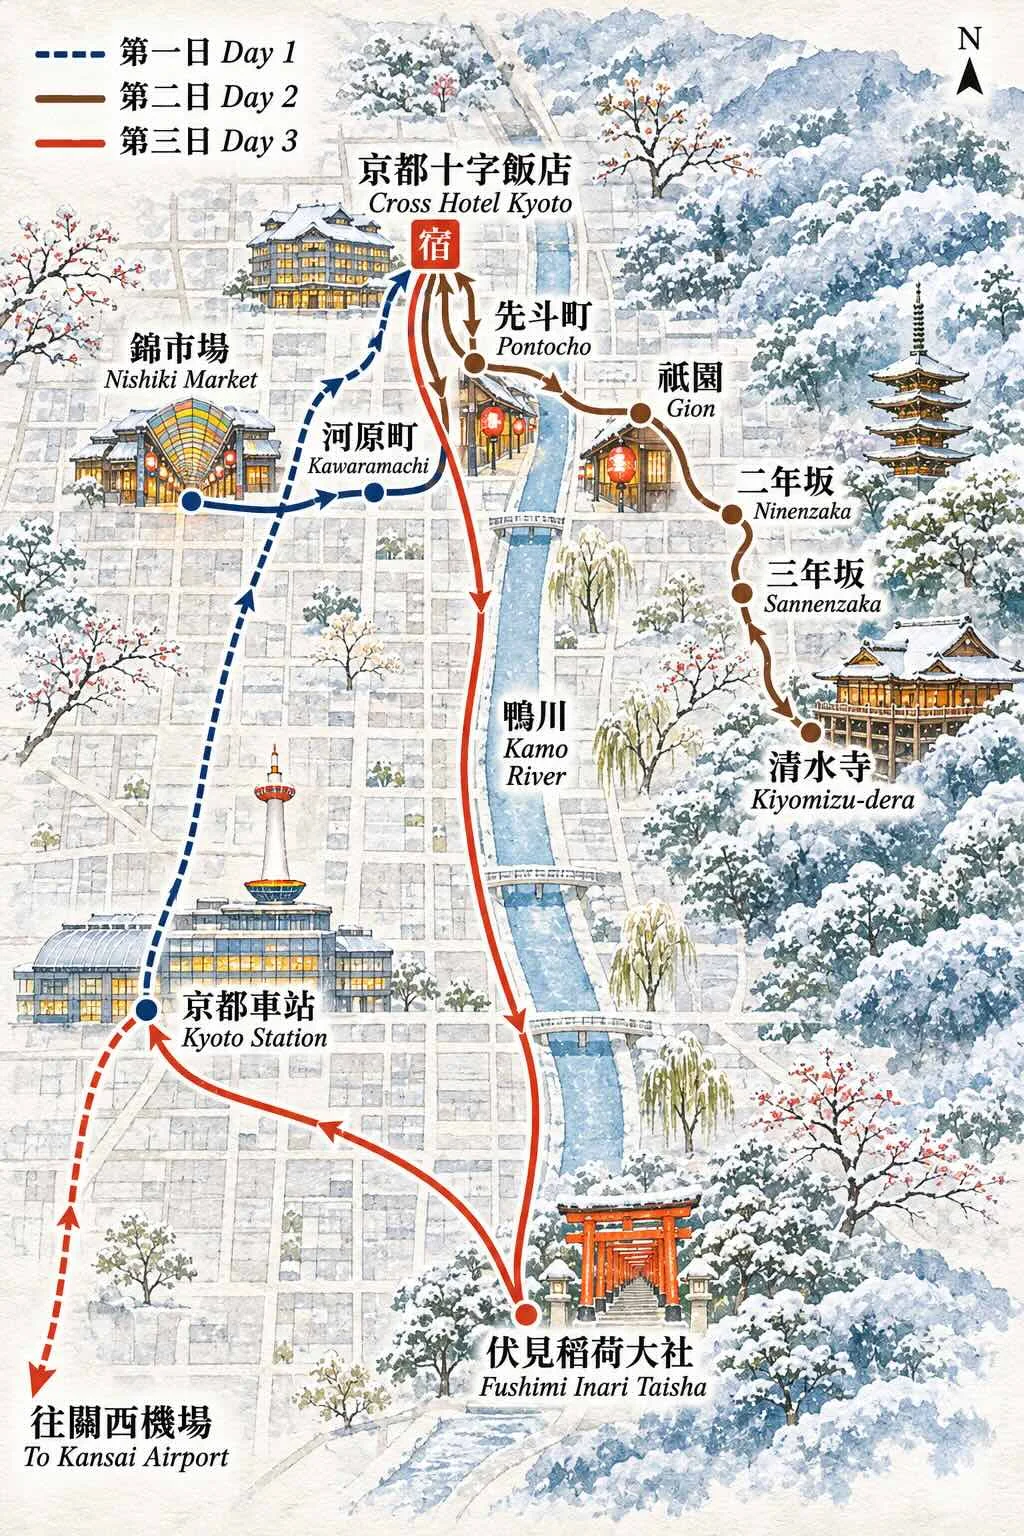 第一日 Day 1
第二日 Day 2
第三日 Day 3
N
京都十字飯店
Cross Hotel Kyoto
宿
先斗町
Pontocho
錦市場
Nishiki Market
祇園
Gion
河原町
Kawaramachi
二年坂
Ninenzaka
三年坂
Sannenzaka
鴨川
Kamo
River
清水寺
Kiyomizu-dera
京都車站
Kyoto Station
伏見稲荷大社
Fushimi Inari Taisha
往關西機場
To Kansai Airport